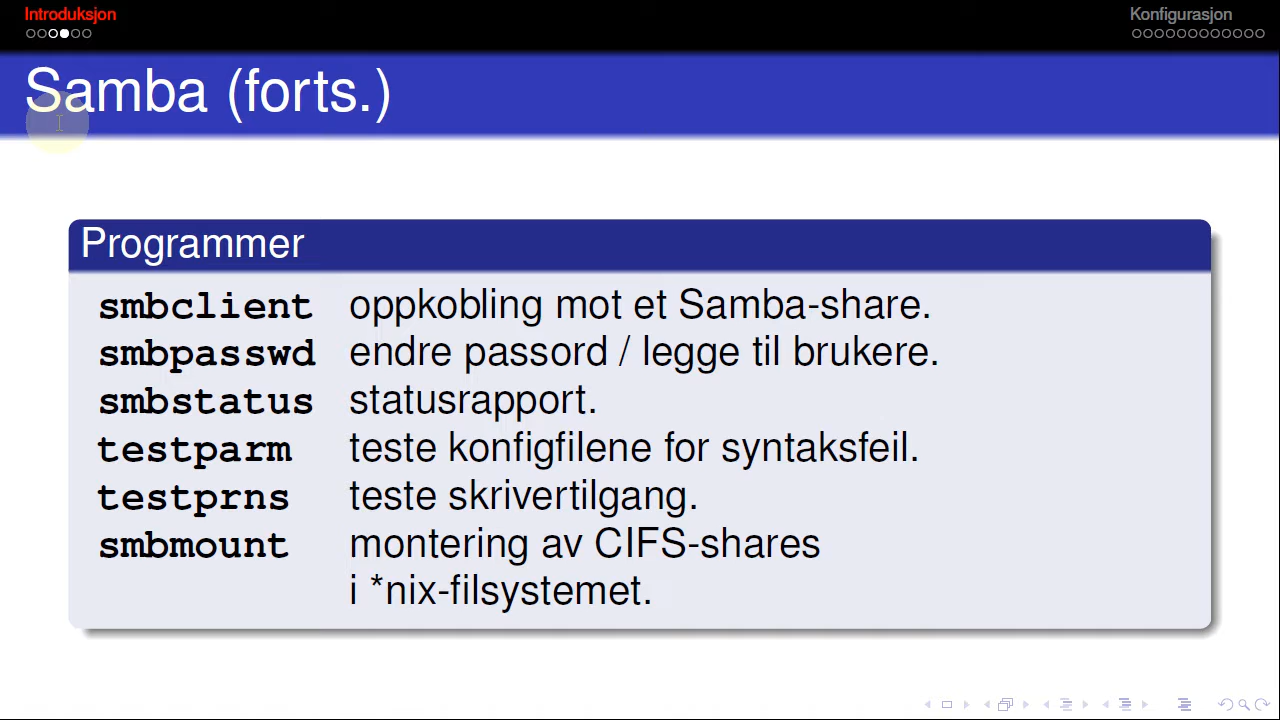 Introduksjon
Konfigurasjon
Samba (forts.)
Programmer
smbclient oppkobling mot et Samba-share.
smbpasswd endre passord / legge til brukere.
smbstatus statusrapport.
testparm teste konfigfilene for syntaksfeil.
testprns teste skrivertilgang.
smbmount montering av CIFS-shares
i *nix-filsystemet.